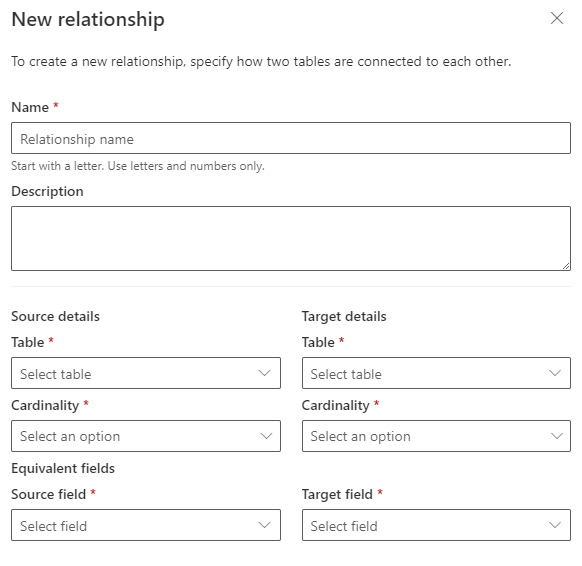 New relationship
To create a new relationship, specify how two tables are connected to each other.
Name *
Relationship name
Start with a letter. Use letters and numbers only.
Description
Source details
Target details
Table *
Table *
Select table
Select table
Cardinality *
Cardinality *
Select an option
Select an option
Equivalent fields
Source field *
Target field *
Select field
Select field